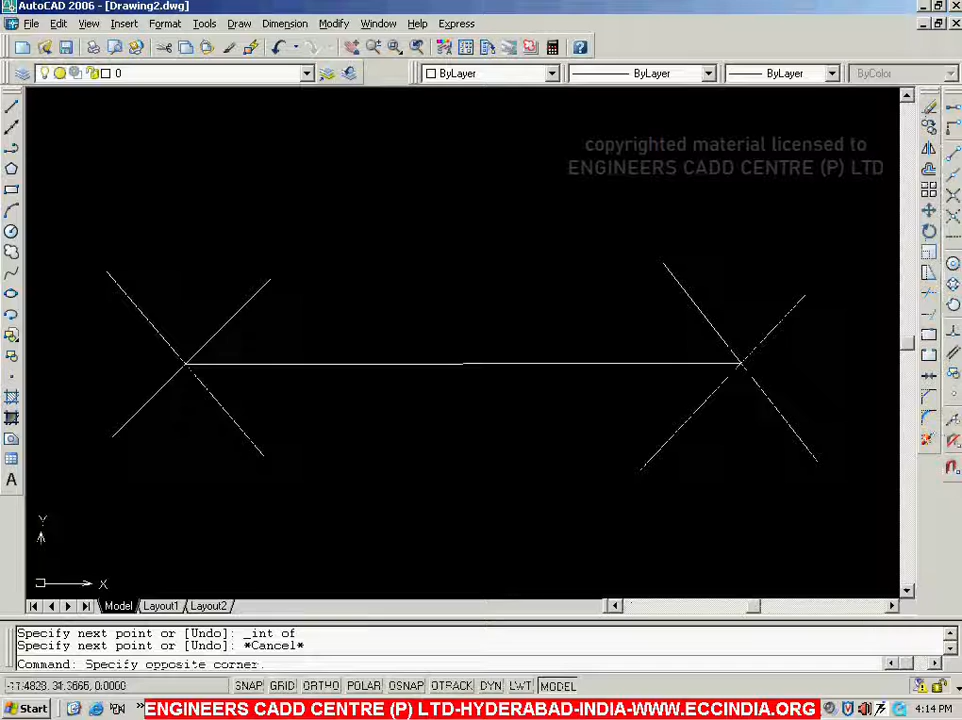 AutoCAD 2006 - [Drawing2.dwg]
File Edit View Insert Format Tools Draw Dimension Modify Window Help Express
0 ByLayer ByLayer ByLayer ByColor
copyrighted material licensed to
ENGINEERS CADD CENTRE (P) LTD
A
Y
X
Model Layout1 Layout2
Specify next point or [Undo]: _int of
Specify next point or [Undo]: *Cancel*
Command: Specify opposite corner:
SNAP GRID ORTHO POLAR OSNAP OTRACK DYN LWT MODEL
Start ENGINEERS CADD CENTRE (P) LTD-HYDERABAD-INDIA-WWW.ECCINDIA.ORG 4:14 PM